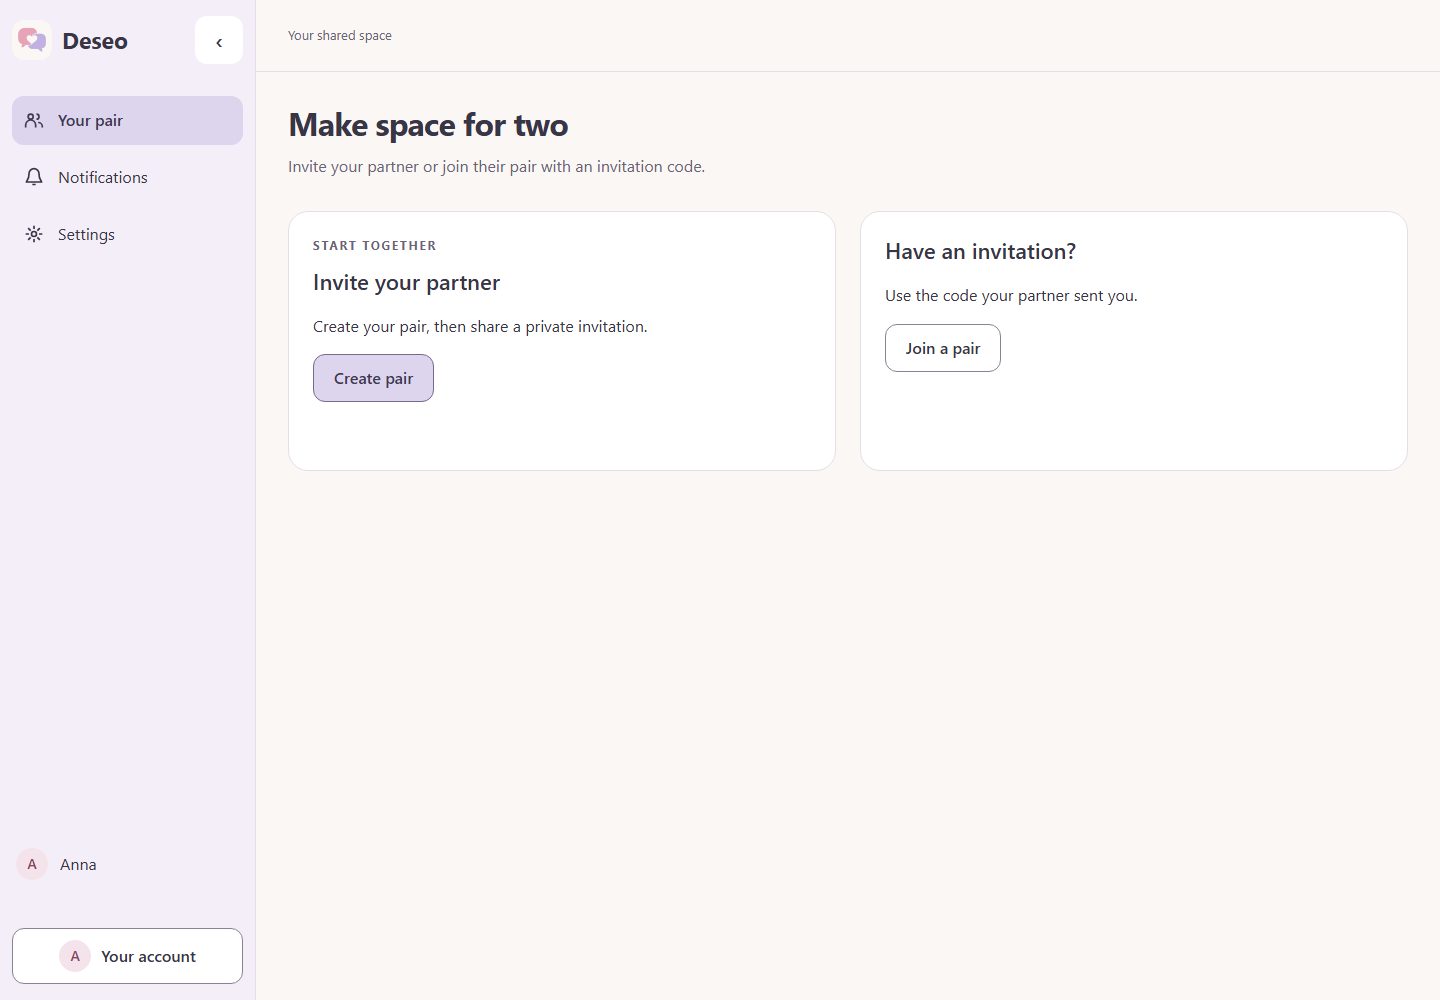 Deseo
‹
Your pair
Notifications
Settings
A Anna
A Your account
Your shared space
Make space for two
Invite your partner or join their pair with an invitation code.
START TOGETHER
Invite your partner
Create your pair, then share a private invitation.
Create pair
Have an invitation?
Use the code your partner sent you.
Join a pair